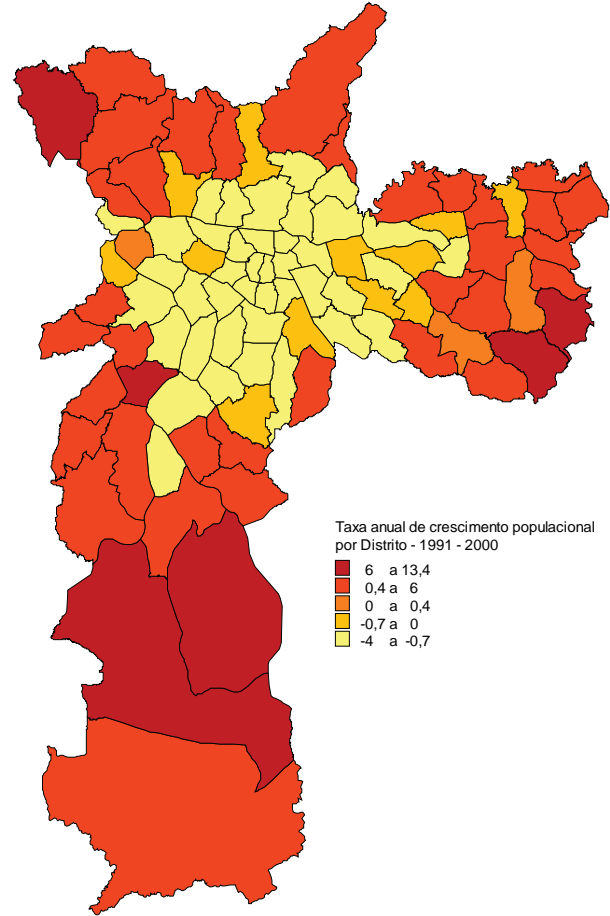 Taxa anual de crescimento populacional
por Distrito - 1991 - 2000
6 a 13,4
0,4 a 6
0 a 0,4
-0,7 a 0
-4 a -0,7